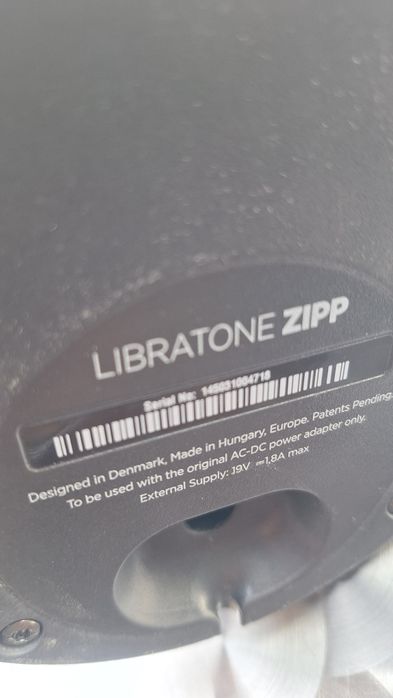 LIBRATONE ZIPP
Serial No: 145031004718
Designed in Denmark, Made in Hungary, Europe. Patents Pending.
To be used with the original AC-DC power adapter only.
External Supply: 19V ⎓1,8A max